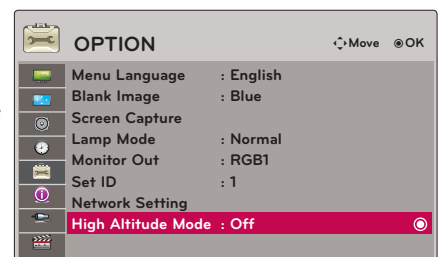 OPTION Move OK
Menu Language : English
Blank Image : Blue
Screen Capture
Lamp Mode : Normal
Monitor Out : RGB1
Set ID : 1
Network Setting
High Altitude Mode : Off